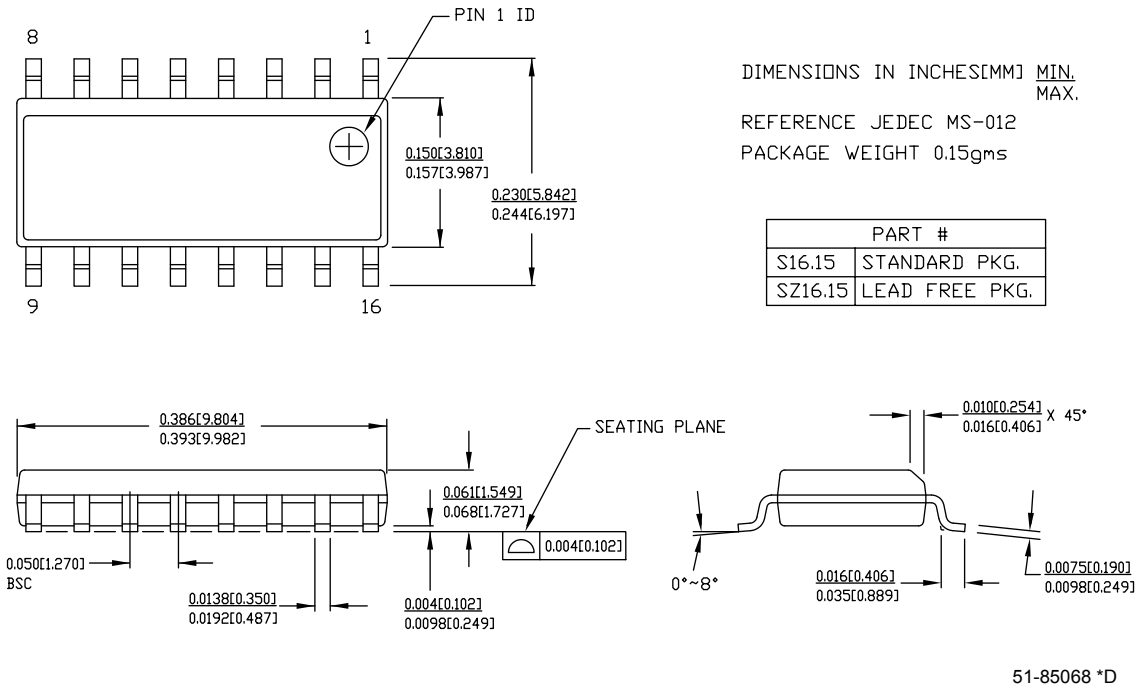 PIN 1 ID
8
1
DIMENSIONS IN INCHES[MM] MIN.
MAX.
REFERENCE JEDEC MS-012
PACKAGE WEIGHT 0.15gms
0.150[3.810]
0.157[3.987]
0.230[5.842]
0.244[6.197]
PART #
S16.15 STANDARD PKG.
SZ16.15 LEAD FREE PKG.
9
16
0.386[9.804]
0.393[9.982]
SEATING PLANE
0.010[0.254]
0.016[0.406] X 45°
0.061[1.549]
0.068[1.727]
0.004[0.102]
0.050[1.270]
BSC
0.0138[0.350]
0.0192[0.487]
0.004[0.102]
0.0098[0.249]
0°~8°
0.016[0.406]
0.035[0.889]
0.0075[0.190]
0.0098[0.249]
51-85068 *D